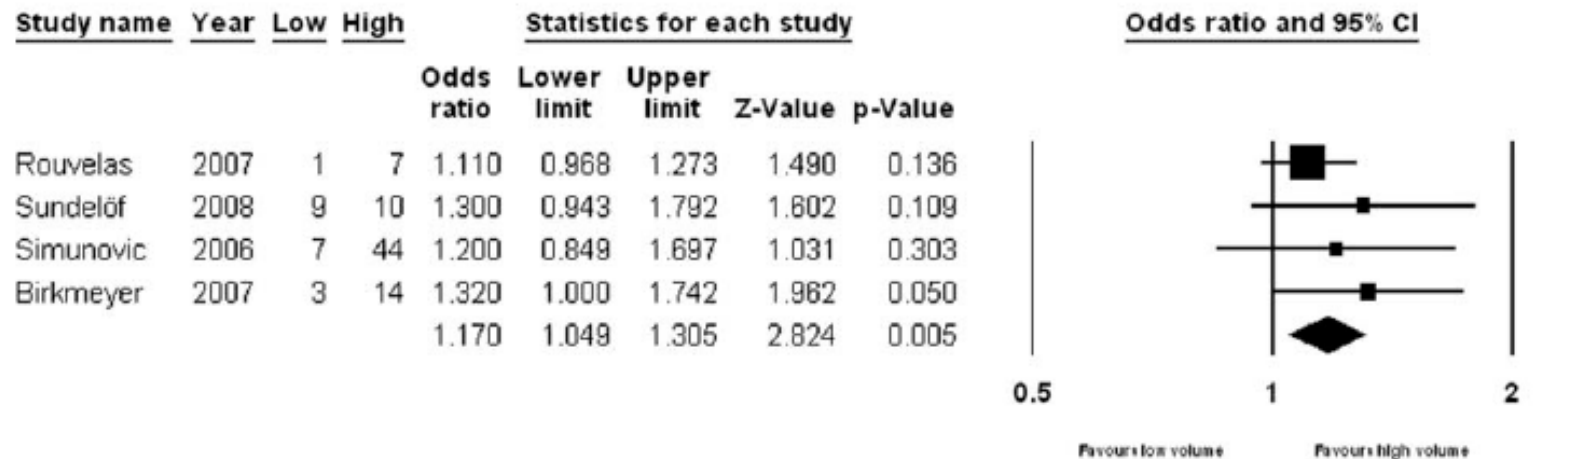 Study name Year Low High Statistics for each study Odds ratio and 95% CI
Odds Lower Upper
ratio limit limit Z-Value p-Value
Rouvelas 2007 1 7 1.110 0.968 1.273 1.490 0.136
Sundelöf 2008 9 10 1.300 0.943 1.792 1.602 0.109
Simunovic 2006 7 44 1.200 0.849 1.697 1.031 0.303
Birkmeyer 2007 3 14 1.320 1.000 1.742 1.962 0.050
1.170 1.049 1.305 2.824 0.005
0.5 1 2
Favours low volume Favours high volume